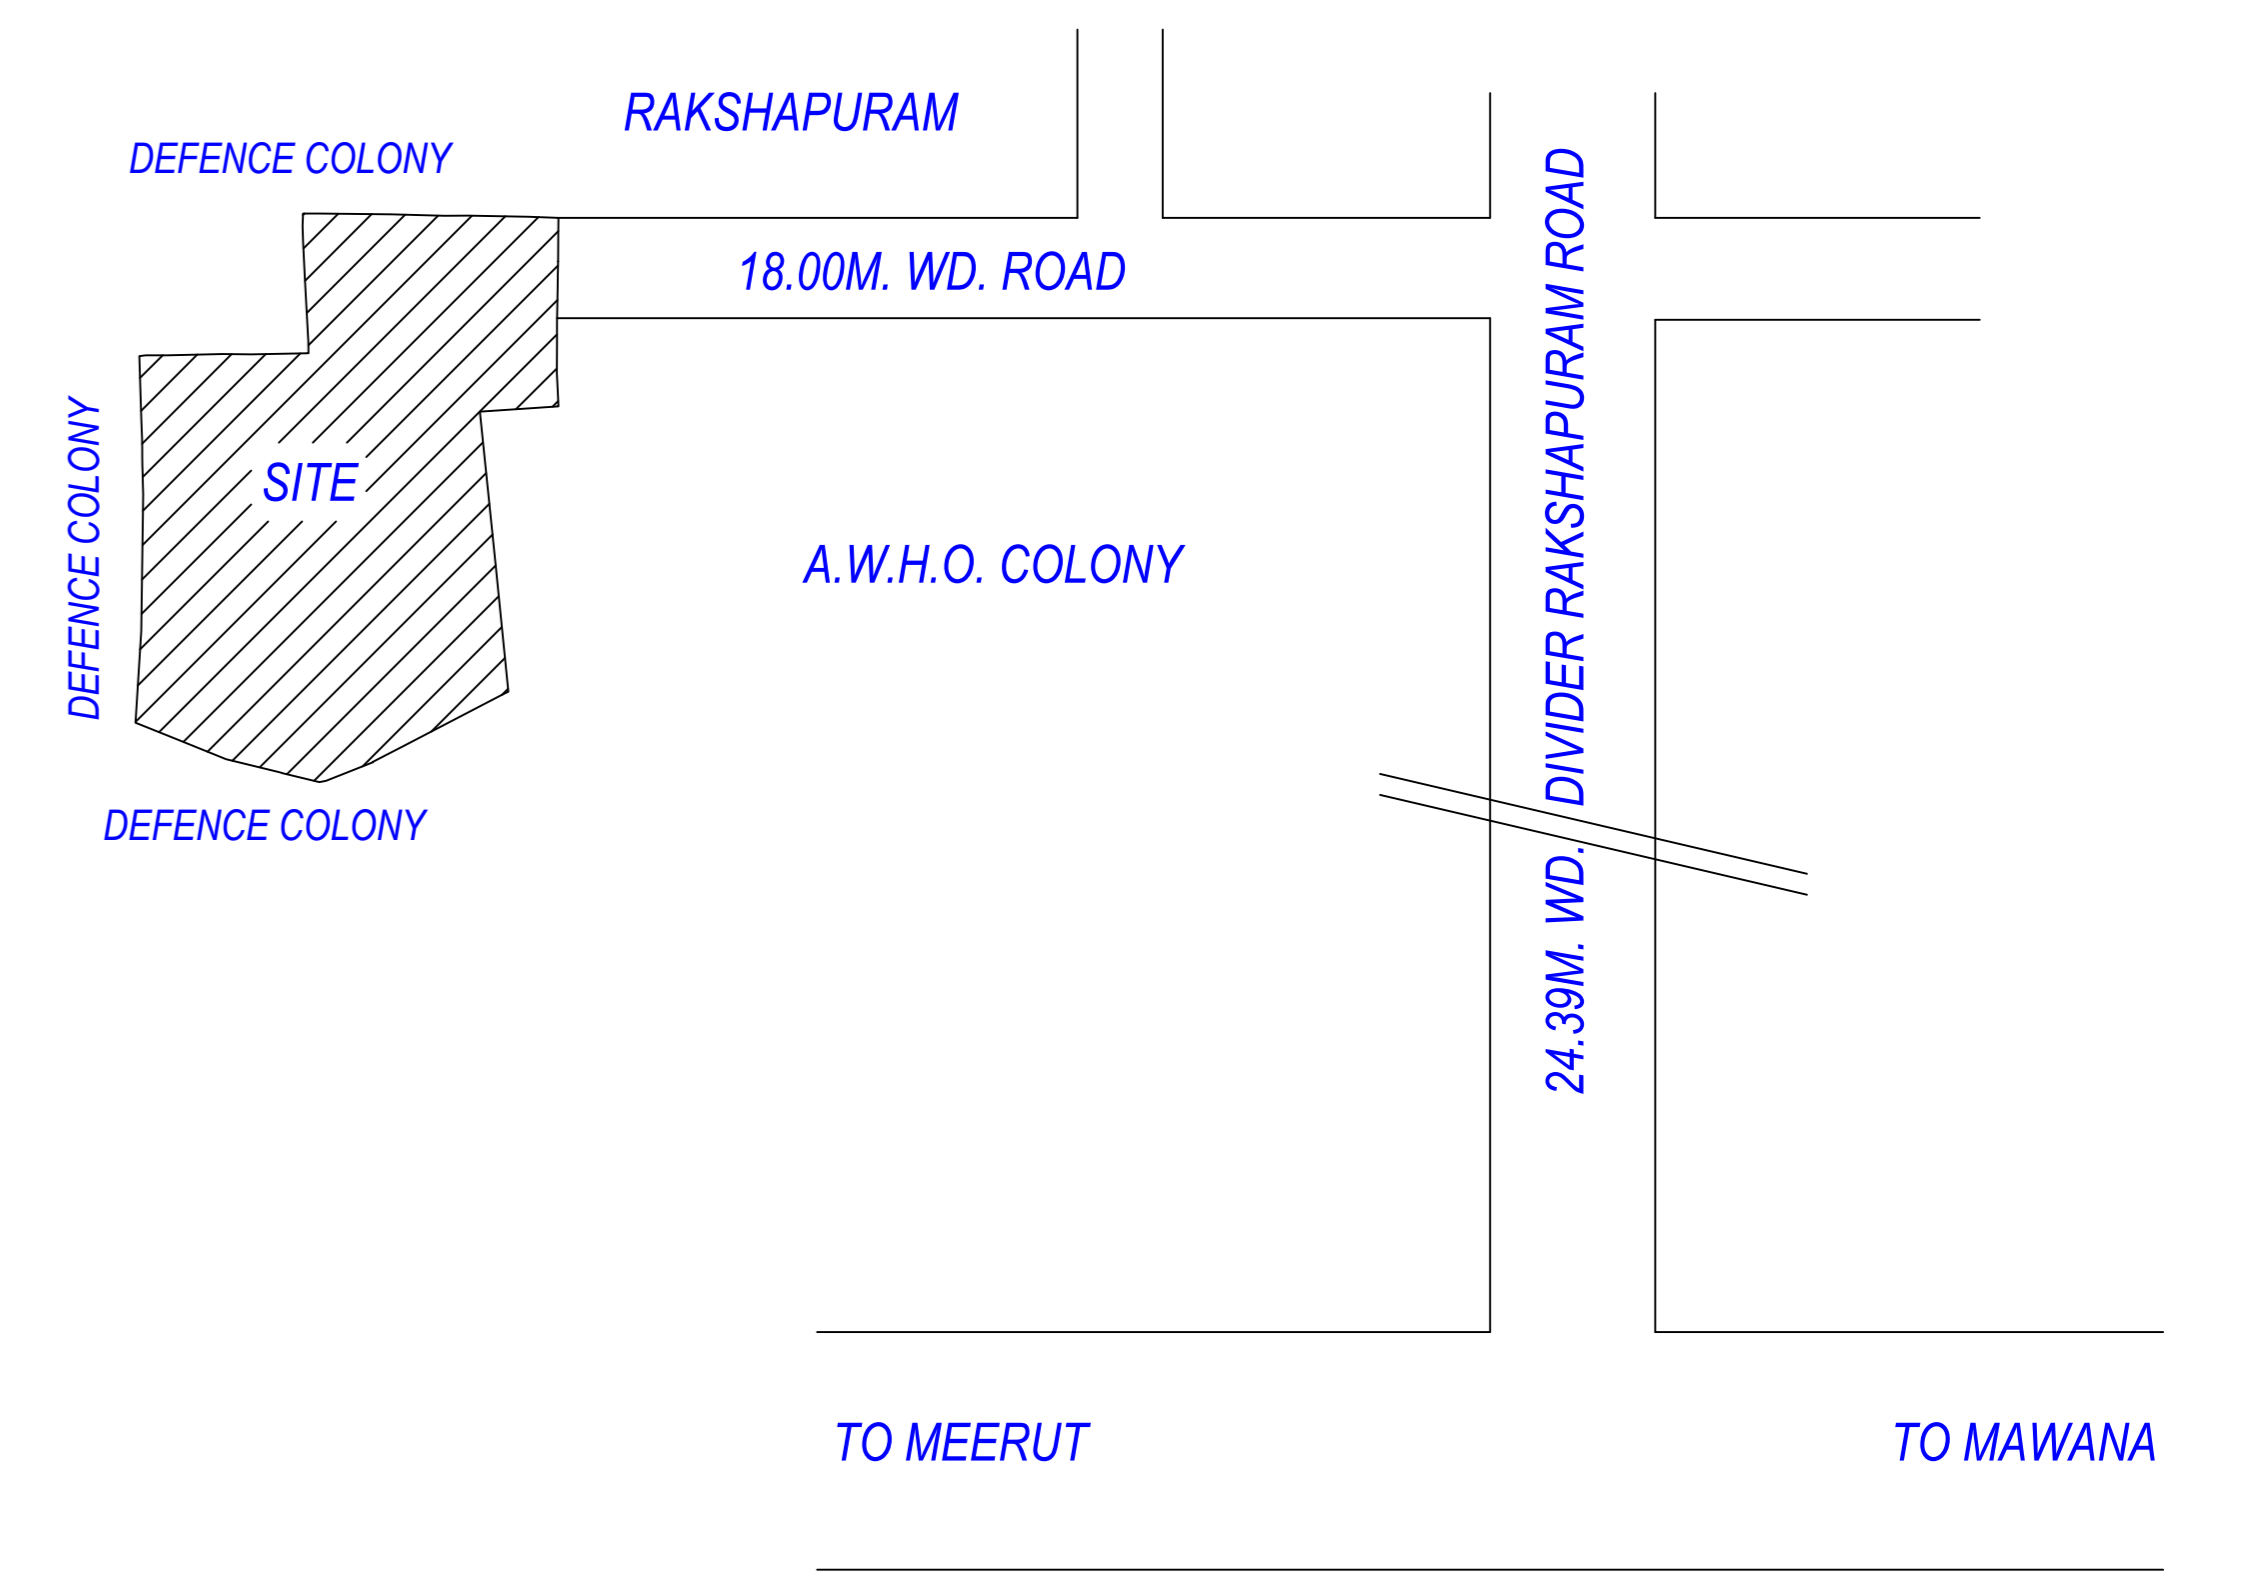 RAKSHAPURAM
DEFENCE COLONY
18.00M. WD. ROAD
24.39M. WD. DIVIDER RAKSHAPURAM ROAD
DEFENCE COLONY
SITE
A.W.H.O. COLONY
DEFENCE COLONY
TO MEERUT
TO MAWANA